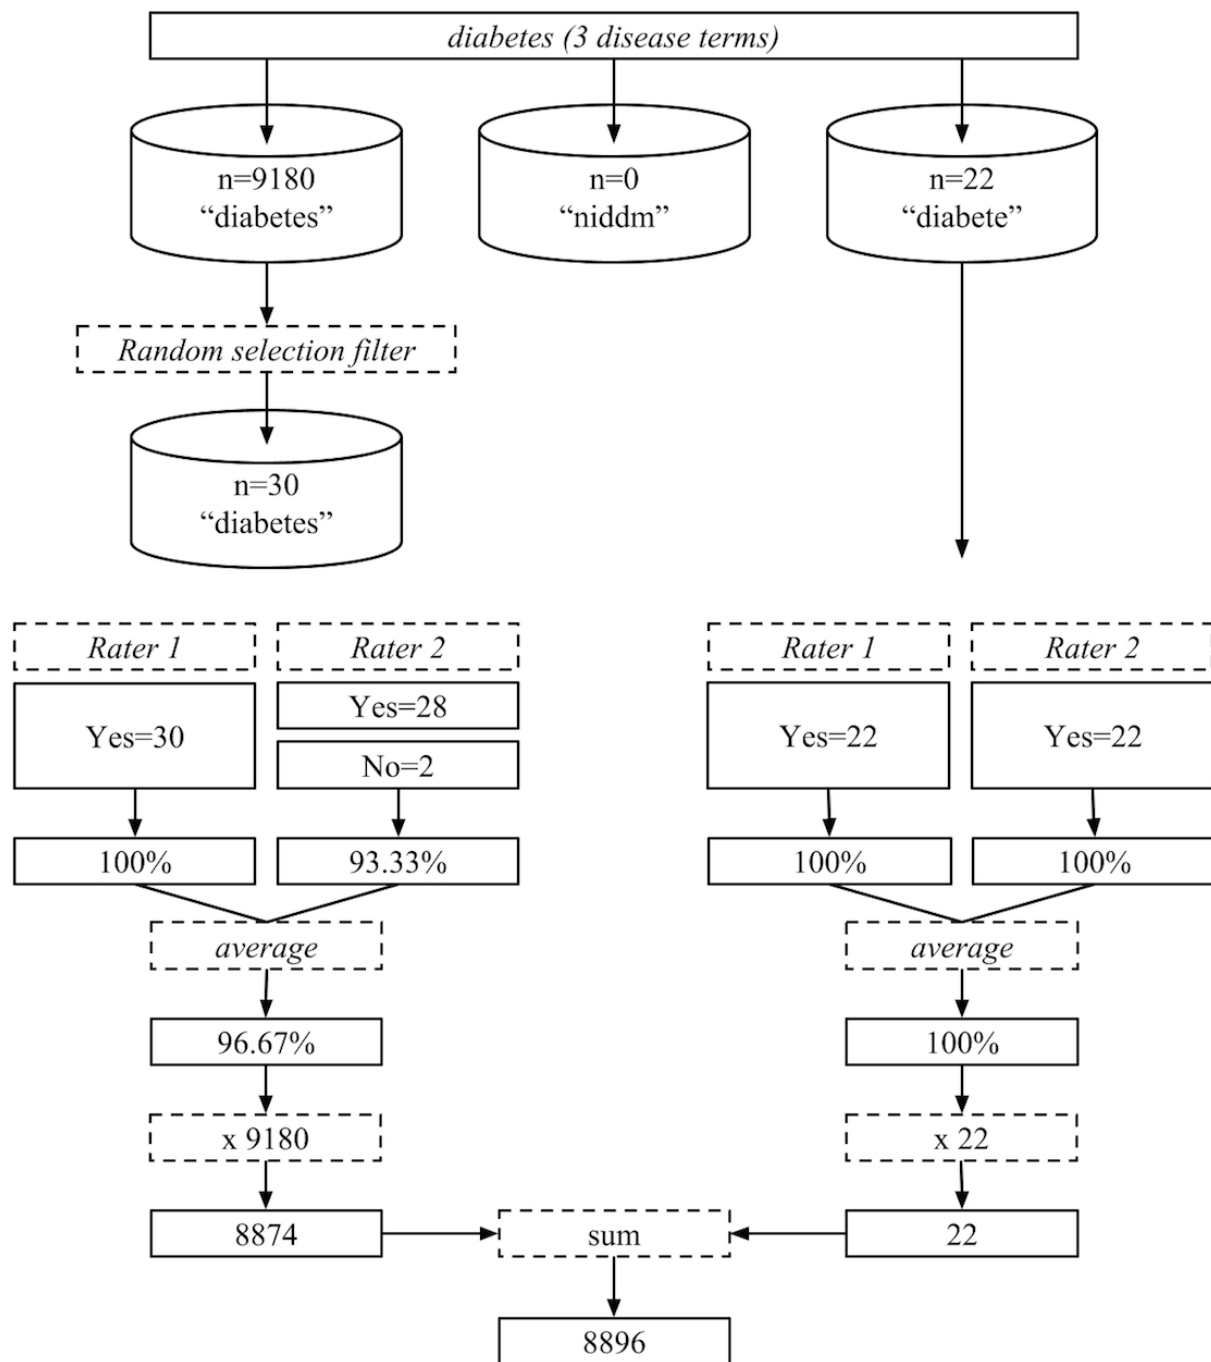 diabetes (3 disease terms)
n=9180
“diabetes”
n=0
“niddm”
n=22
“diabete”
Random selection filter
n=30
“diabetes”
Rater 1
Rater 2
Rater 1
Rater 2
Yes=30
Yes=28
No=2
Yes=22
Yes=22
100%
93.33%
100%
100%
average
average
96.67%
100%
x 9180
x 22
8874
sum
22
8896